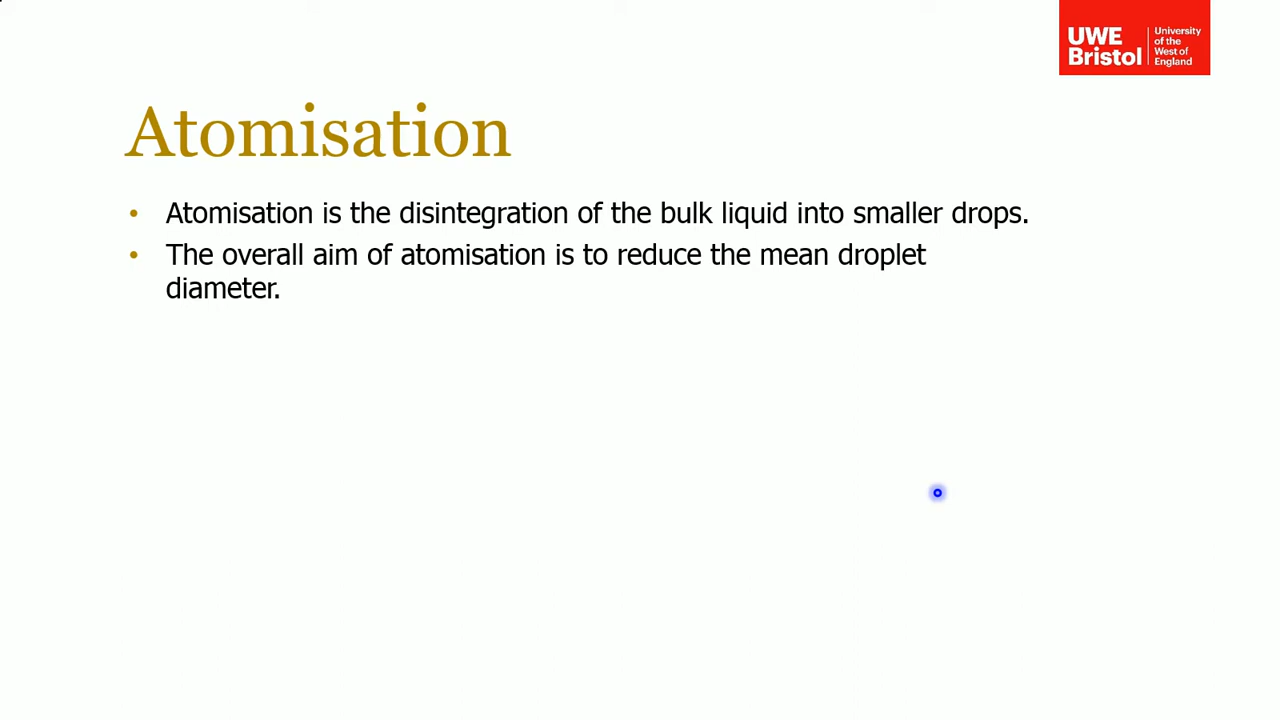 UWE
Bristol
University
of the
West of
England
Atomisation
• Atomisation is the disintegration of the bulk liquid into smaller drops.
• The overall aim of atomisation is to reduce the mean droplet
diameter.